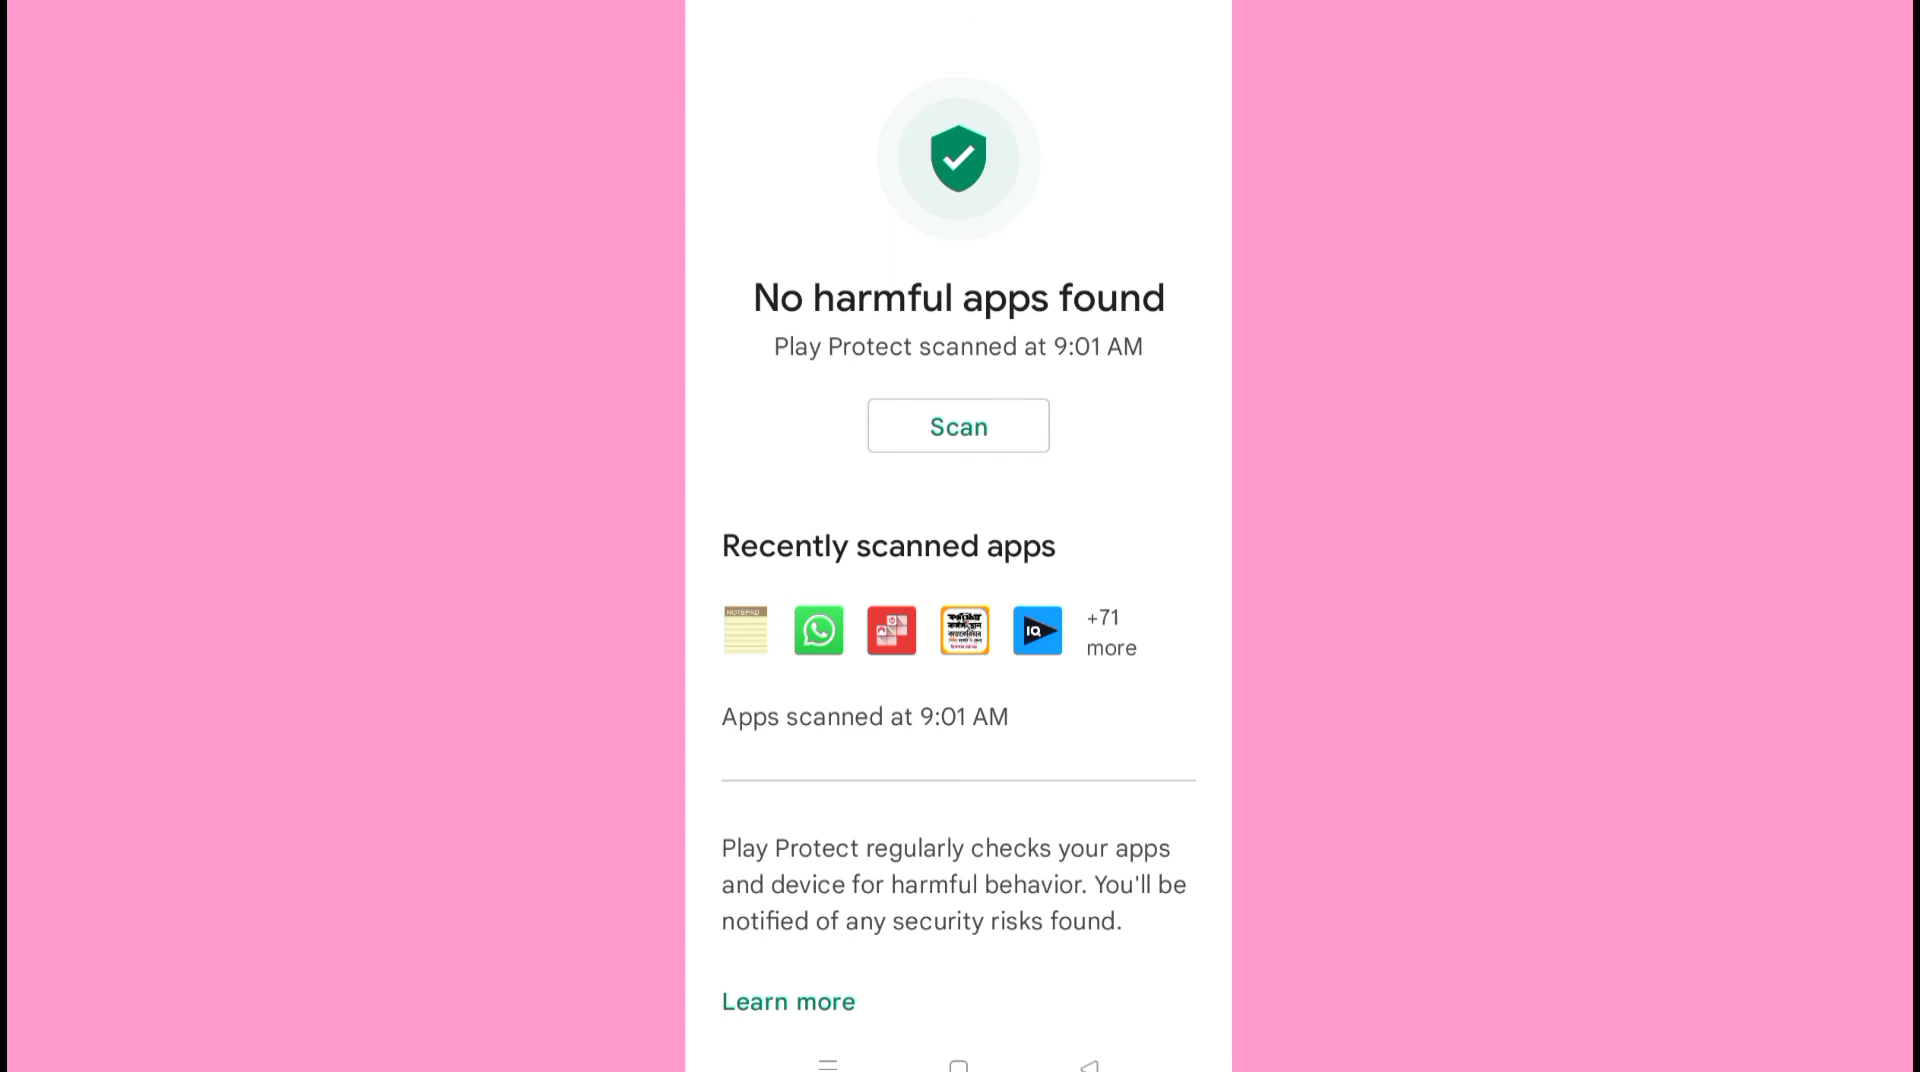 No harmful apps found
Play Protect scanned at 9:01 AM
Scan
Recently scanned apps
NOTEPAD
IQ
+71
more
Apps scanned at 9:01 AM
Play Protect regularly checks your apps
and device for harmful behavior. You'll be
notified of any security risks found.
Learn more